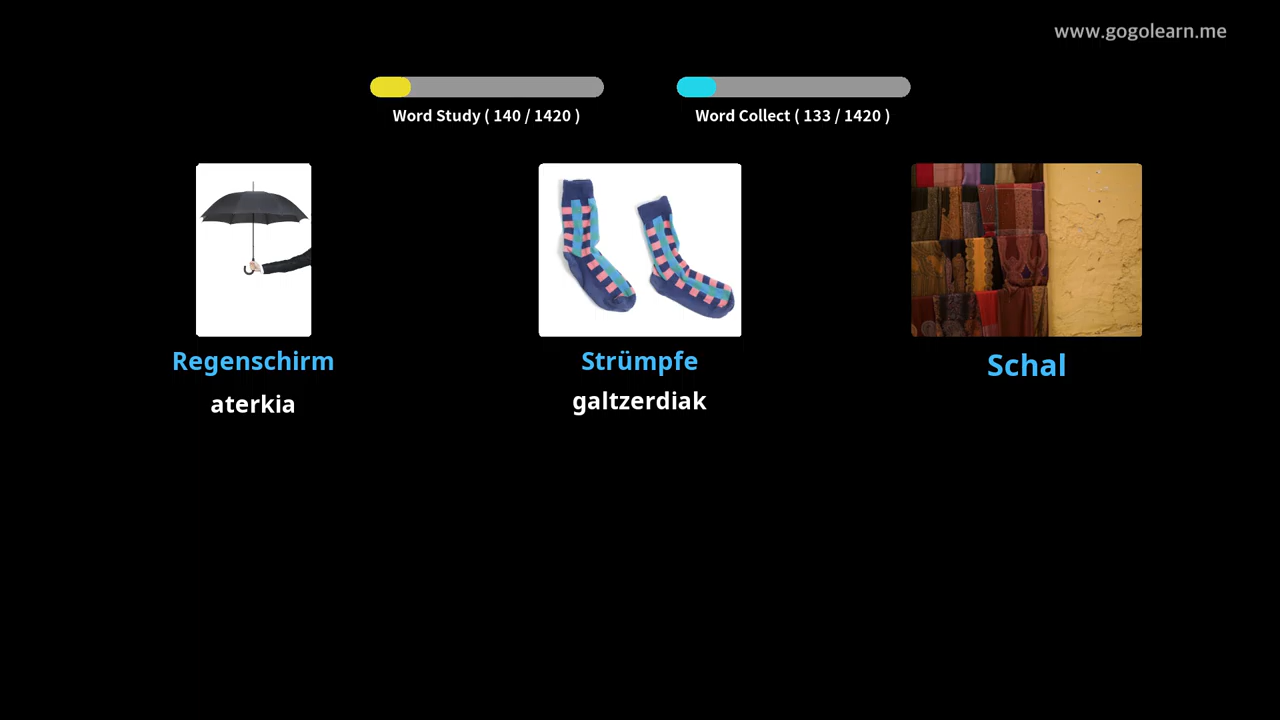 www.gogolearn.me
Word Study ( 140 / 1420 )
Word Collect ( 133 / 1420 )
Regenschirm
Strümpfe
Schal
aterkia
galtzerdiak